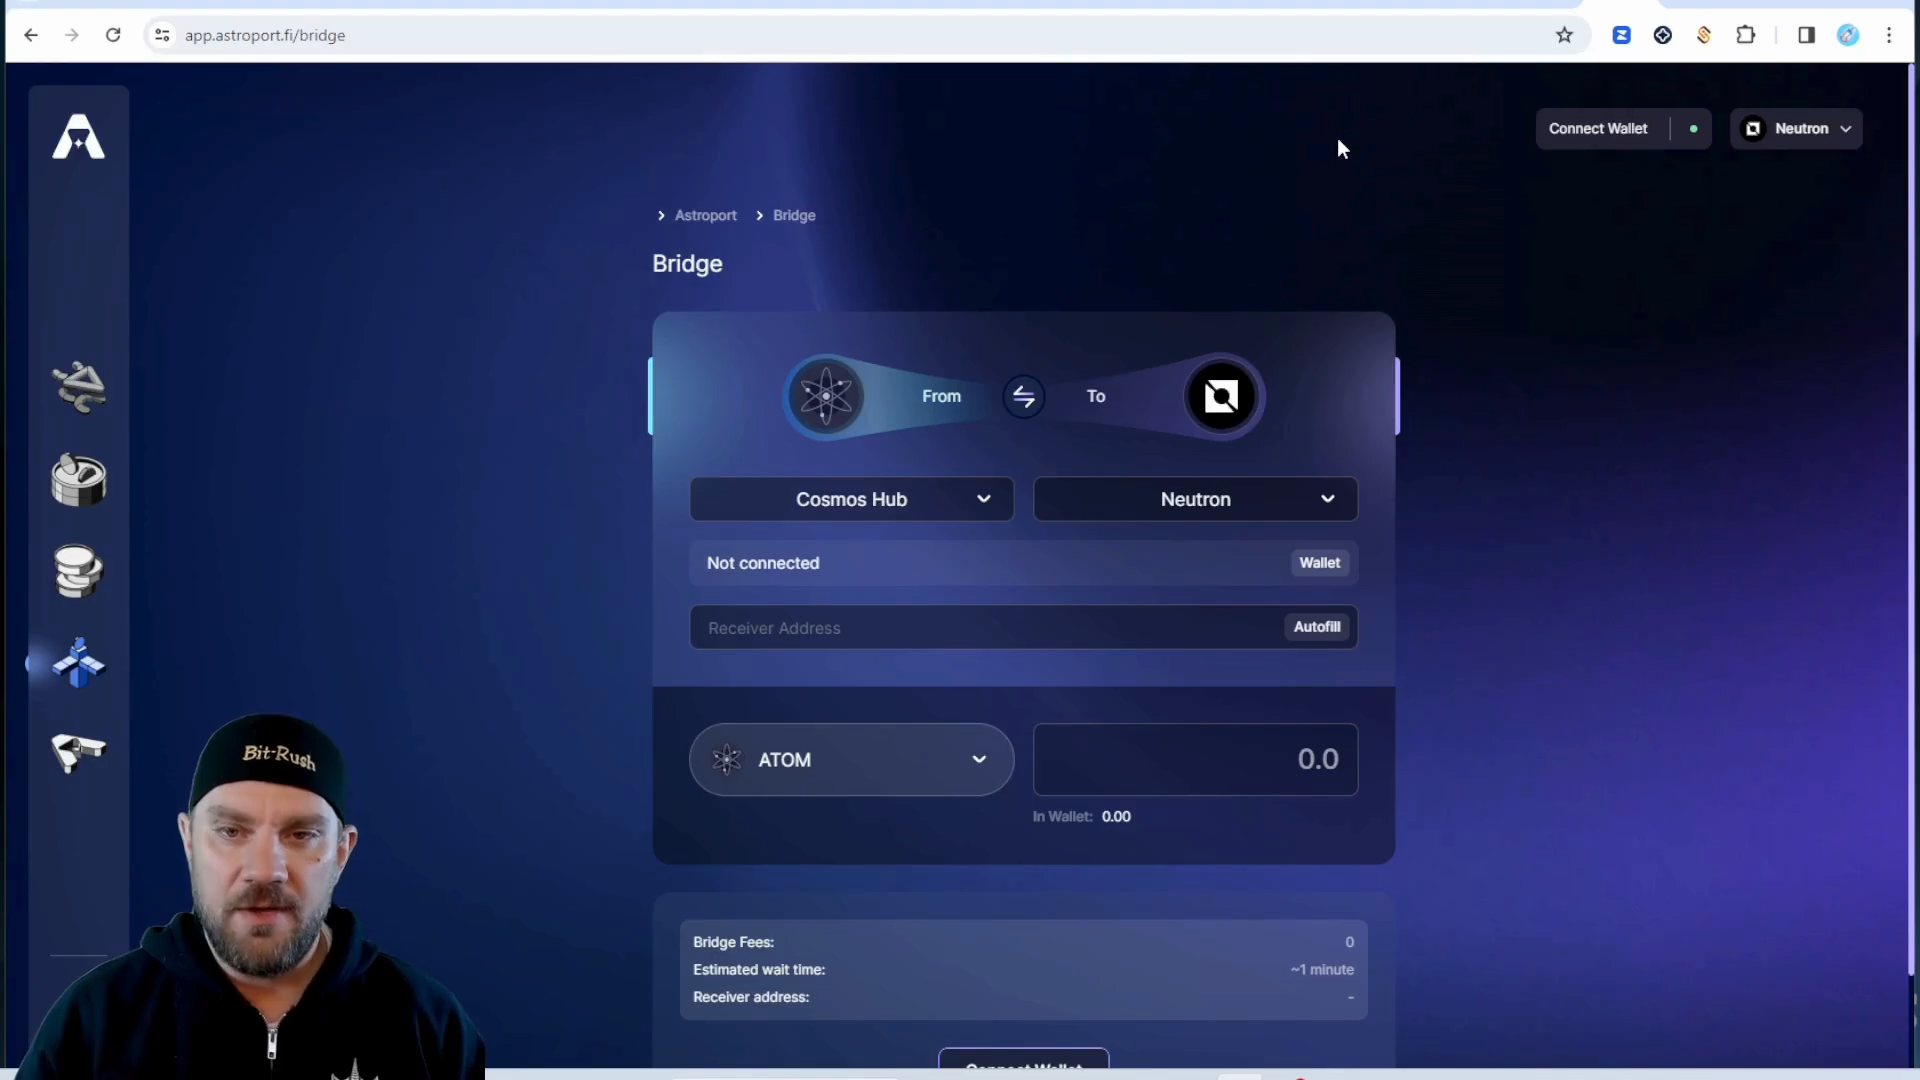 app.astroport.fi/bridge
Connect Wallet
Neutron
Astroport
Bridge
Bridge
From
To
Cosmos Hub
Neutron
Not connected
Wallet
Receiver Address
Autofill
ATOM
0.0
In Wallet: 0.00
Bit-Rush
Bridge Fees: 0
Estimated wait time: ~1 minute
Receiver address: -
Connect Wallet